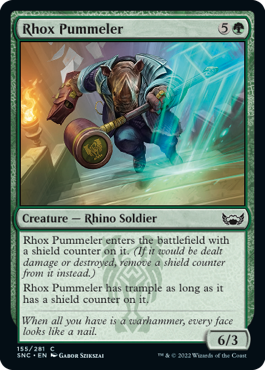 Rhox Pummeler 5
Creature — Rhino Soldier
Rhox Pummeler enters the battlefield with
a shield counter on it. (If it would be dealt
damage or destroyed, remove a shield counter
from it instead.)
Rhox Pummeler has trample as long as it
has a shield counter on it.
When all you have is a warhammer, every face
looks like a nail.
6/3
155/281 C
SNC • EN GABOR SZIKSZAI
™ & © 2022 Wizards of the Coast